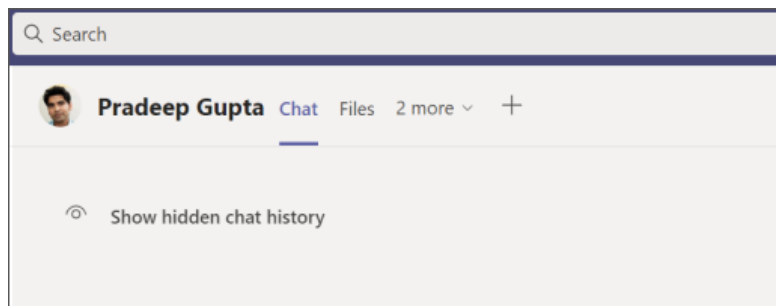 Search
Pradeep Gupta Chat Files 2 more
Show hidden chat history